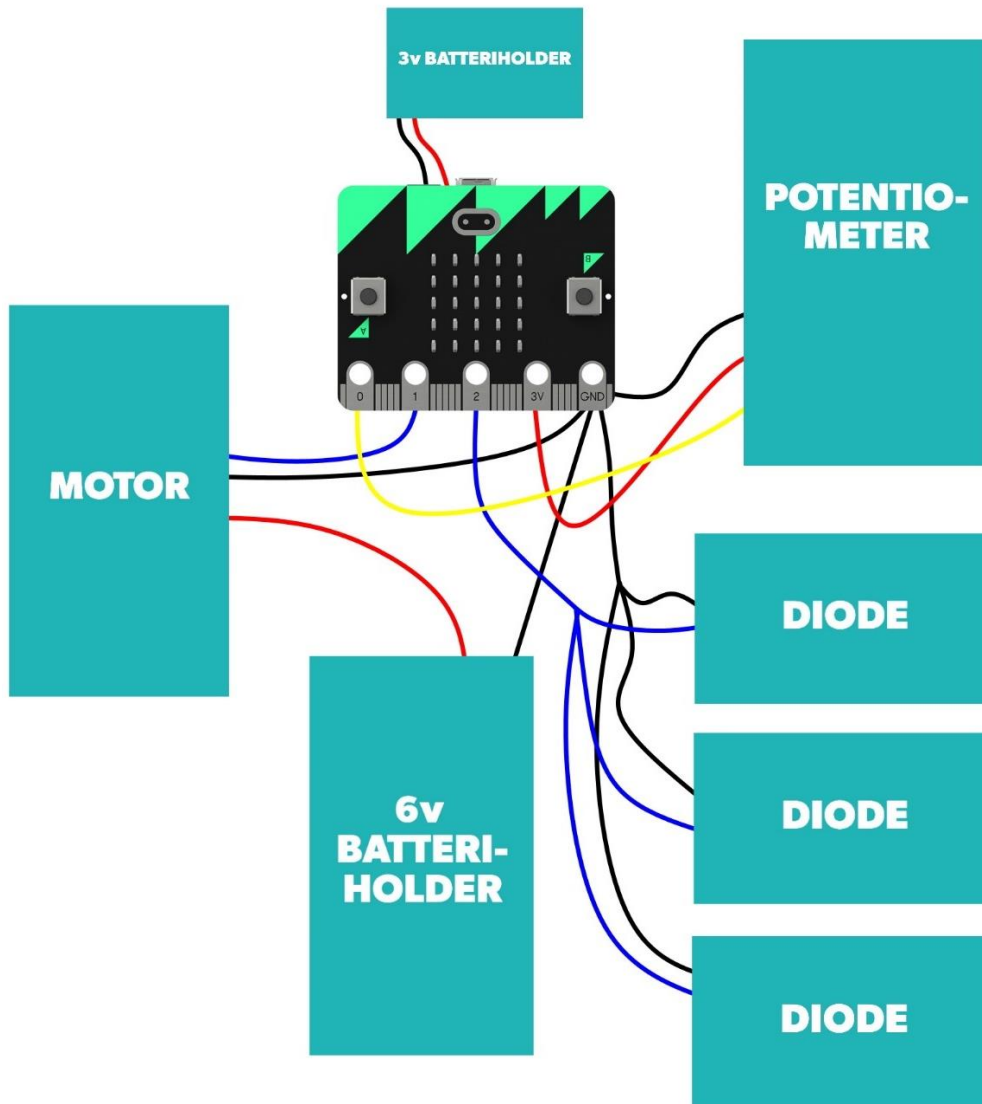 3v BATTERIHOLDER
POTENTIO-
METER
B
A
0 1 2 3V GND
MOTOR
DIODE
6v
BATTERI-
HOLDER
DIODE
DIODE